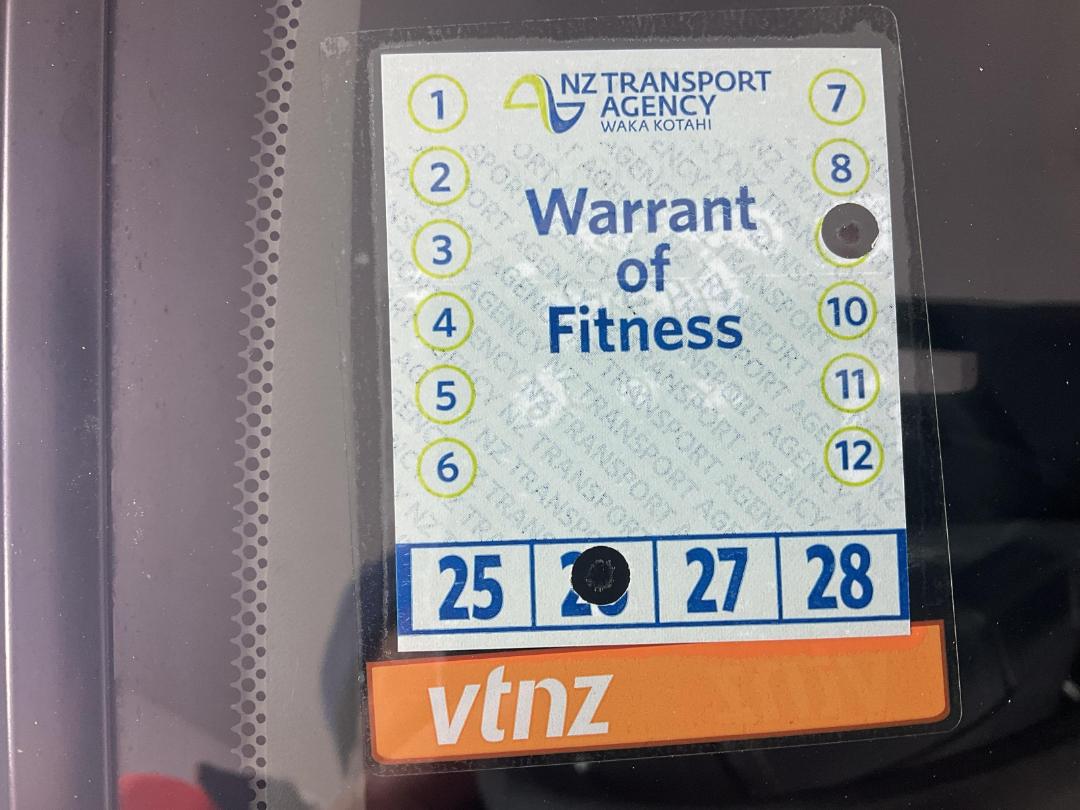 NZ TRANSPORT
AGENCY
WAKA KOTAHI
1
2
3
4
5
6
7
8
10
11
12
Warrant
of
Fitness
25 27 28
vtnz